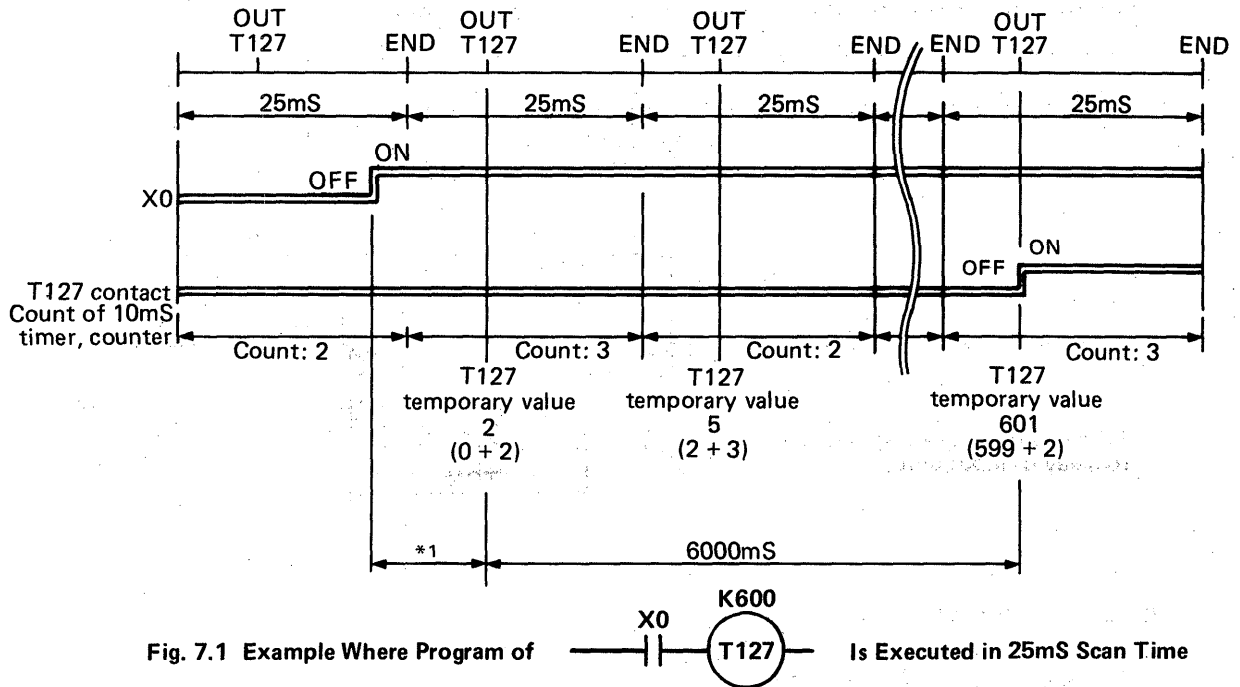 OUT OUT OUT OUT
T127 END T127 END T127 END END T127 END
25mS 25mS 25mS 25mS
ON
OFF
X0
ON
OFF
T127 contact
Count of 10mS
timer, counter
Count: 2 Count: 3 Count: 2 Count: 3
T127 T127 T127
temporary value temporary value temporary value
2 5 601
(0 + 2) (2 + 3) (599 + 2)
*1 6000mS
K600
X0
T127
Fig. 7.1 Example Where Program of Is Executed in 25mS Scan Time